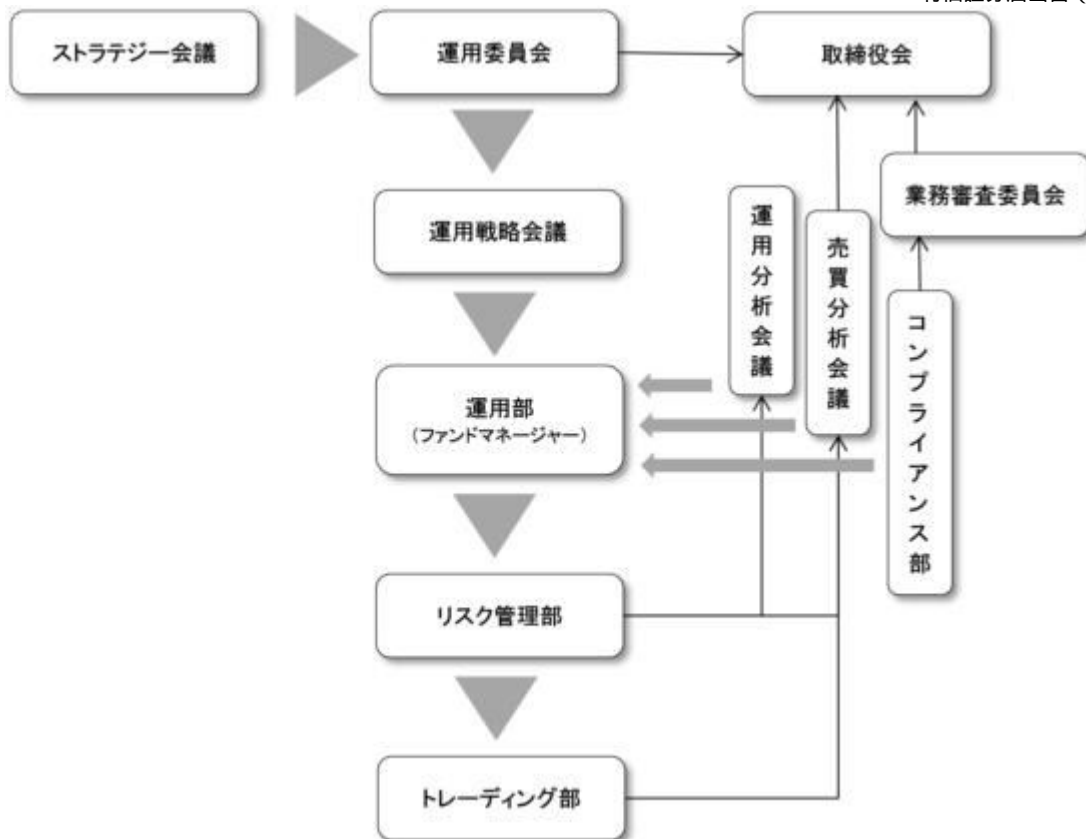 ストラテジー会議
運用委員会
取締役会
業務審査委員会
運用戦略会議
運用分析会議
売買分析会議
コンプライアンス部
運用部
(ファンドマネージャー)
リスク管理部
トレーディング部